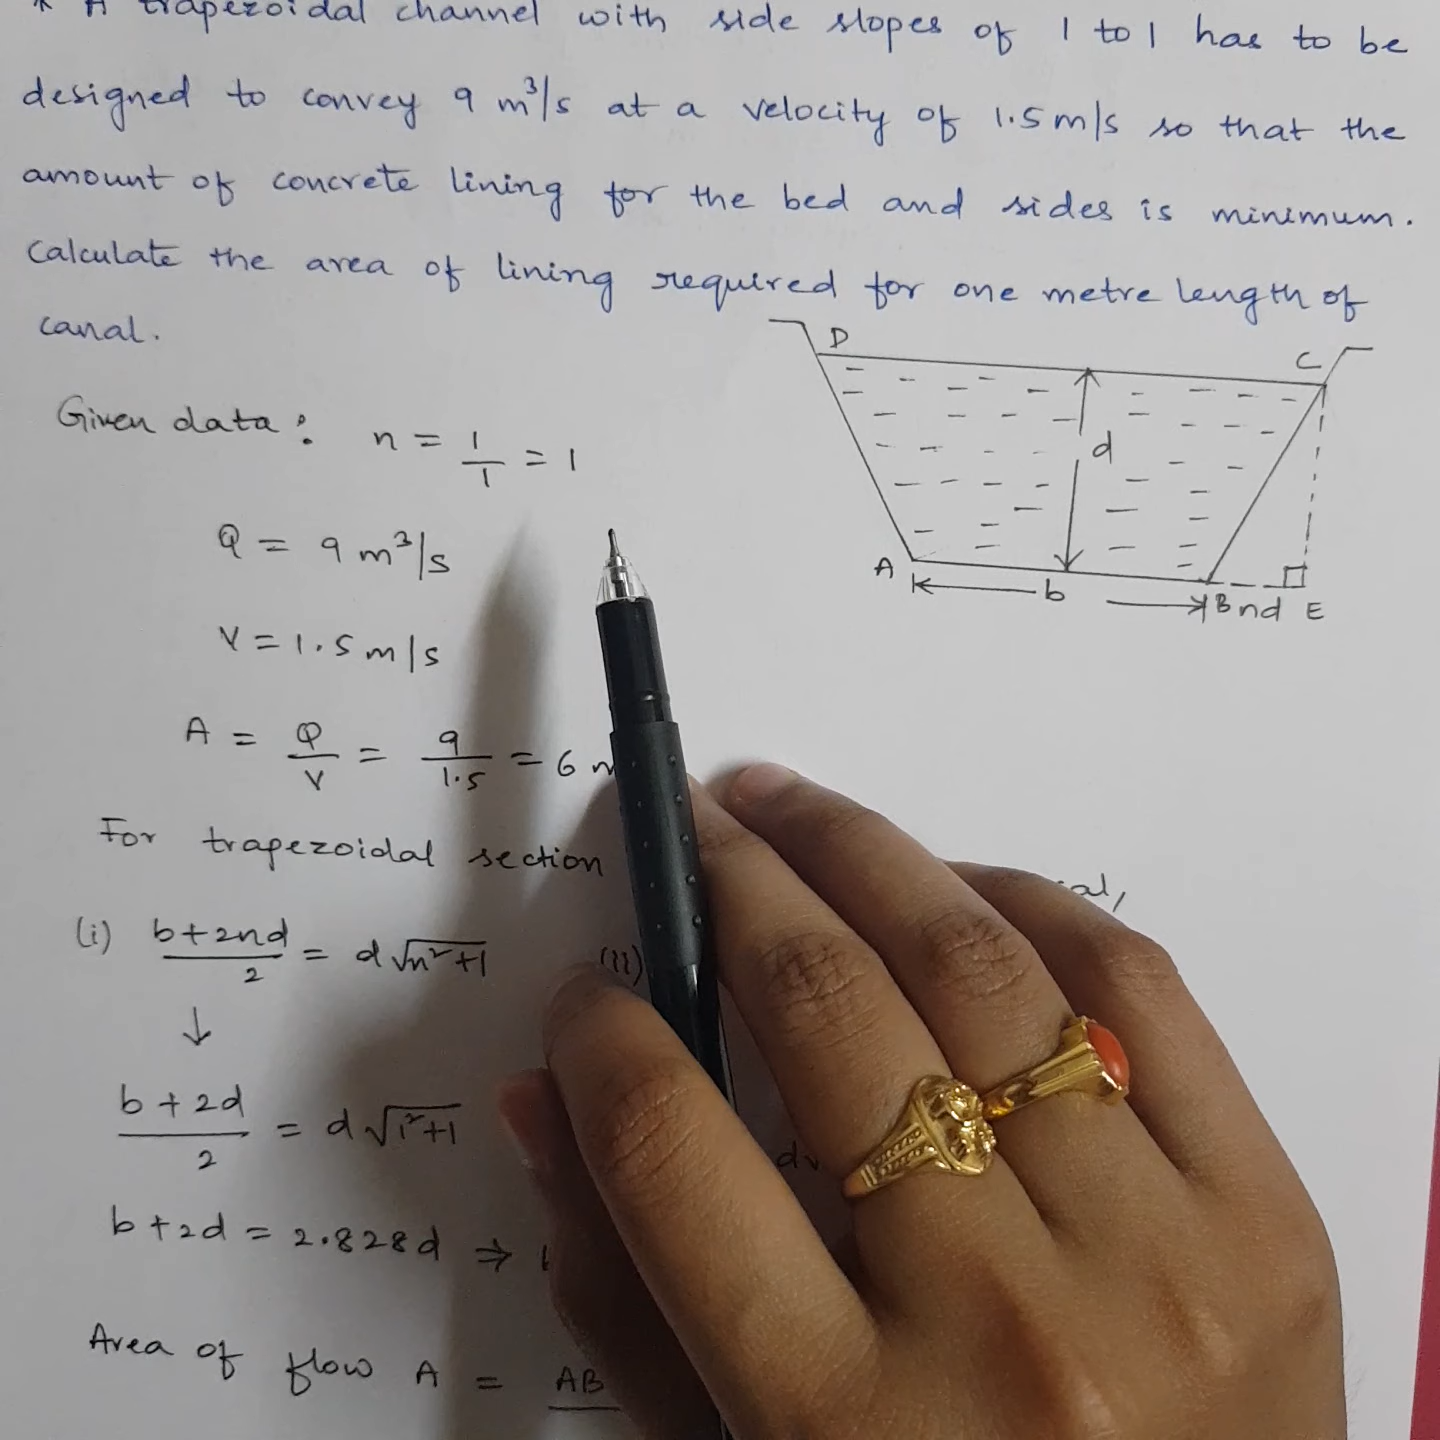 * A trapezoidal channel with side slopes of 1 to 1 has to be
designed to convey 9 m³/s at a velocity of 1.5 m/s so that the
amount of concrete lining for the bed and sides is minimum.
Calculate the area of lining required for one metre length of
canal.
D
C
d
A
b
B nd E
Given data : n = 1/1 = 1
Q = 9 m³/s
V = 1.5 m/s
A = Q/V = 9/1.5 = 6
For trapezoidal section
(i) (b+2nd)/2 = d√(n²+1) (ii)
↓
(b+2d)/2 = d√(1²+1)
b+2d = 2.828d ⇒
Area of flow A = AB